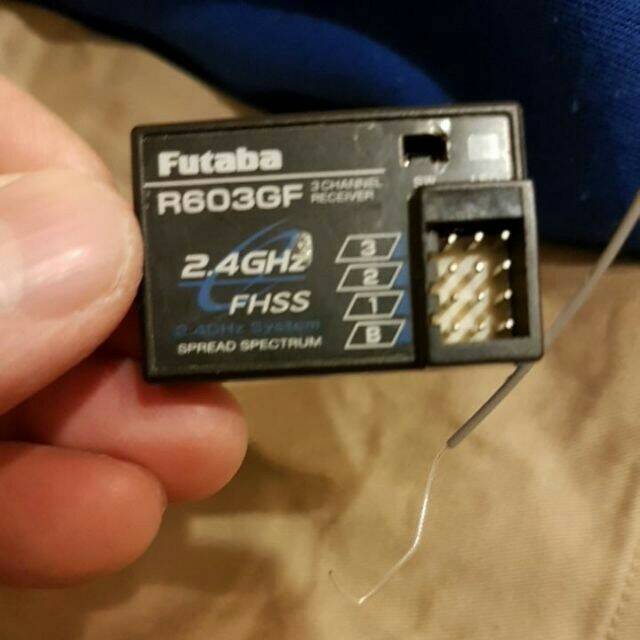 Futaba
R603GF 3 CHANNEL RECEIVER
2.4GHz
FHSS
2.4GHz System
SPREAD SPECTRUM
3
2
1
B